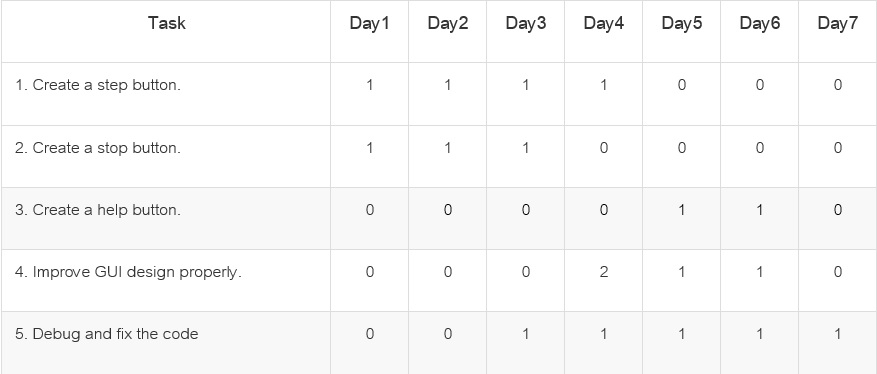 Task Day1 Day2 Day3 Day4 Day5 Day6 Day7
1. Create a step button. 1 1 1 1 0 0 0
2. Create a stop button. 1 1 1 0 0 0 0
3. Create a help button. 0 0 0 0 1 1 0
4. Improve GUI design properly. 0 0 0 2 1 1 0
5. Debug and fix the code 0 0 1 1 1 1 1